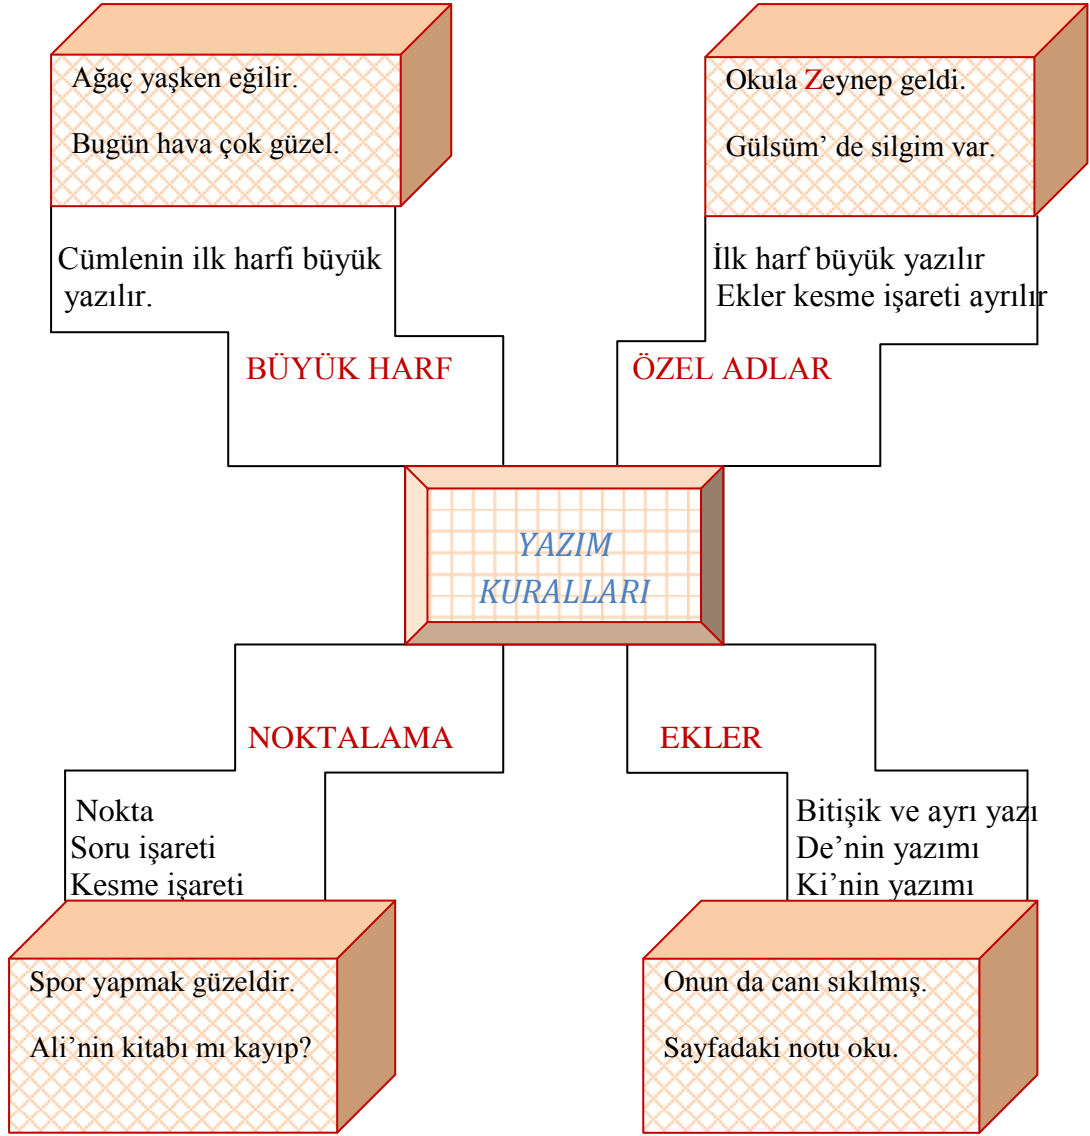 Ağaç yaşken eğilir.
Bugün hava çok güzel.
Okula Zeynep geldi.
Gülsüm’ de silgim var.
Cümlenin ilk harfi büyük
yazılır.
İlk harf büyük yazılır
Ekler kesme işareti ayrılır
BÜYÜK HARF
ÖZEL ADLAR
YAZIM
KURALLARI
NOKTALAMA
EKLER
Nokta
Soru işareti
Kesme işareti
Bitişik ve ayrı yazı
De’nin yazımı
Ki’nin yazımı
Spor yapmak güzeldir.
Ali’nin kitabı mı kayıp?
Onun da canı sıkılmış.
Sayfadaki notu oku.